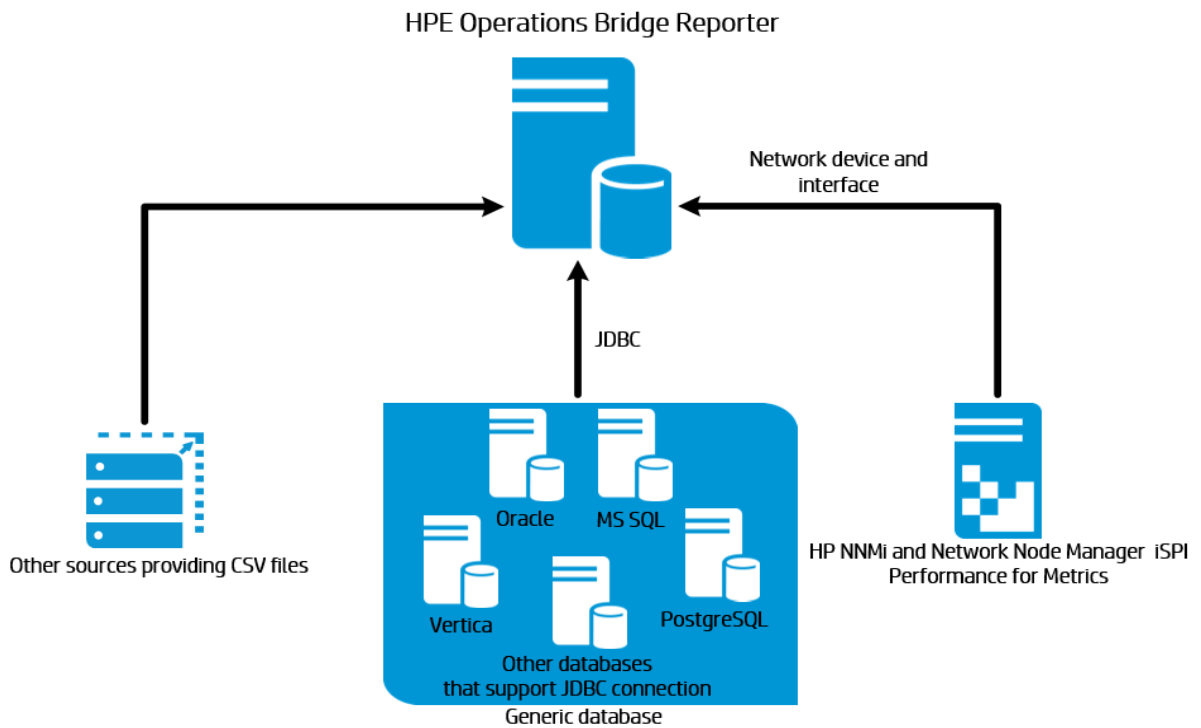 HPE Operations Bridge Reporter
Network device and
interface
JDBC
Oracle
MS SQL
Vertica
PostgreSQL
Other databases
that support JDBC connection
Generic database
Other sources providing CSV files
HP NNMi and Network Node Manager iSPI
Performance for Metrics